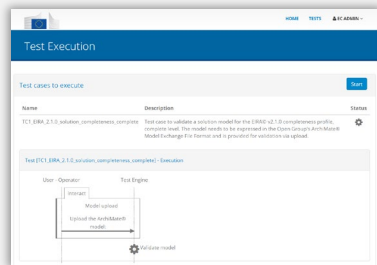 HOME TESTS EC ADMIN
Test Execution
Test cases to execute
Start
Name Description Status
TC1_EIRA_2.1.0_solution_completeness_complete Test case to validate a solution model for the EIRA© v2.1.0 completeness profile,
complete level. The model needs to be expressed in the Open Group's ArchiMate®
Model Exchange File Format and is provided for validation via upload.
Test [TC1_EIRA_2.1.0_solution_completeness_complete] - Execution
User - Operator Test Engine
Interact
Model upload
Upload the ArchiMate®
model
Validate model